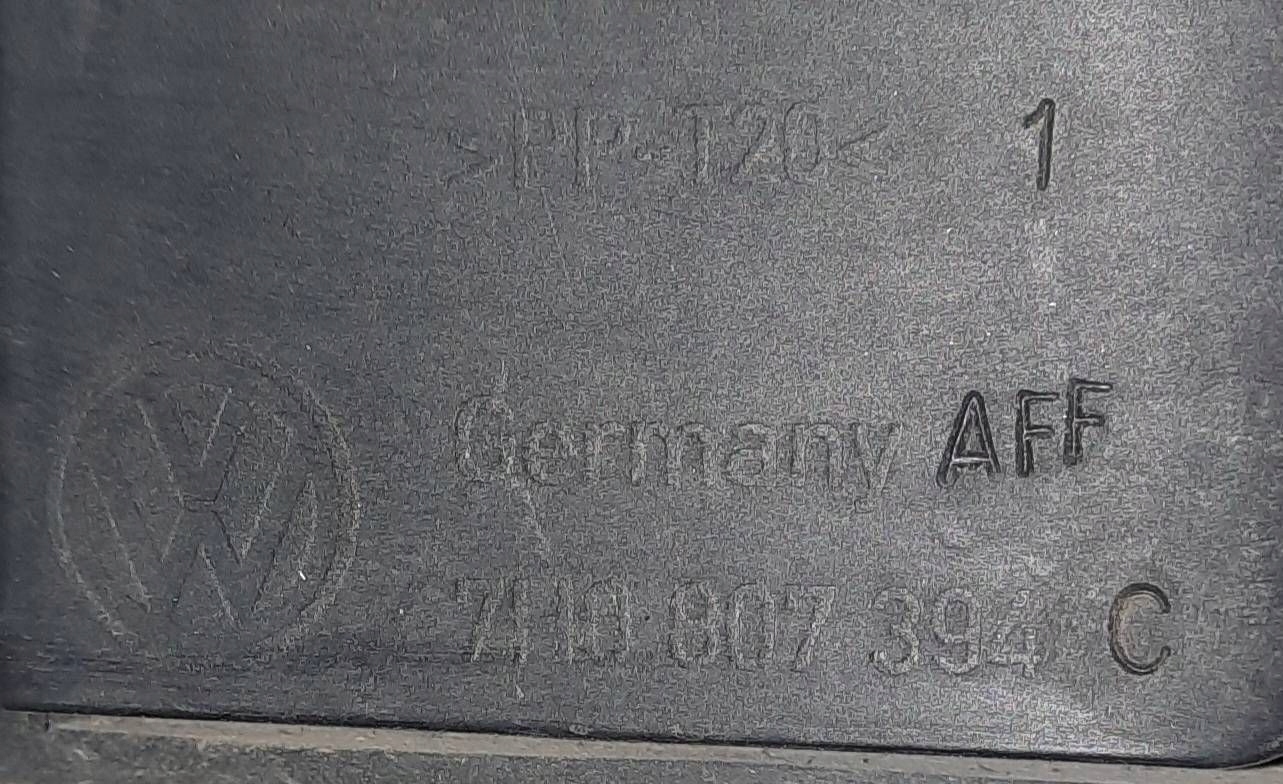 >PP-T20< 1
Germany AFF
7H0 807 394 C